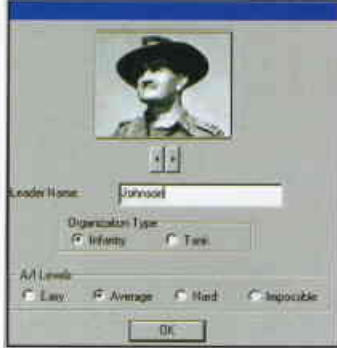 Leader Name:
Johnson
Organization Type
Infantry Tank
A/I Levels
Easy Average Hard Impossible
OK